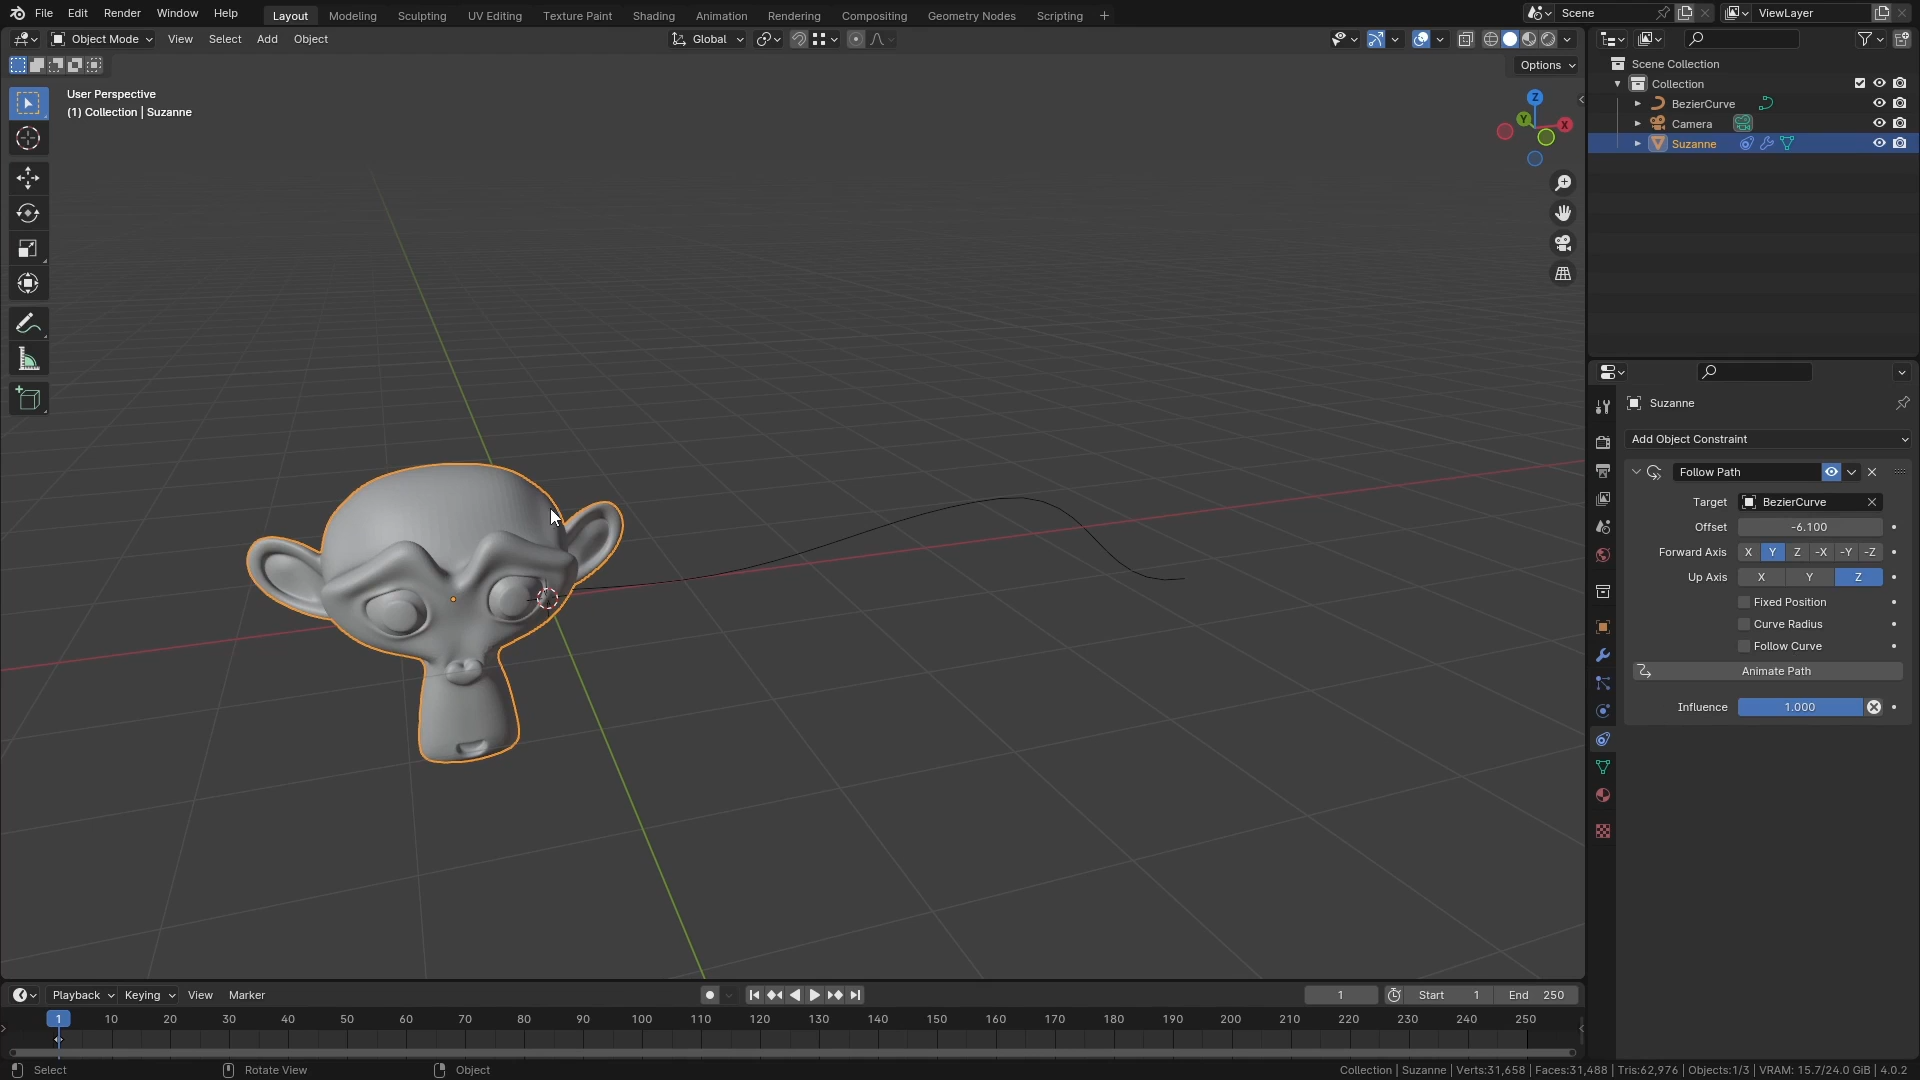 File Edit Render Window Help
Layout Modeling Sculpting UV Editing Texture Paint Shading Animation Rendering Compositing Geometry Nodes Scripting +
Scene
ViewLayer
Object Mode View Select Add Object
Global
Options
User Perspective
(1) Collection | Suzanne
Z
Y
X
Scene Collection
Collection
BezierCurve
Camera
Suzanne
Suzanne
Add Object Constraint
Follow Path
Target BezierCurve
Offset -6.100
Forward Axis X Y Z -X -Y -Z
Up Axis X Y Z
Fixed Position
Curve Radius
Follow Curve
Animate Path
Influence 1.000
Playback Keying View Marker
1 Start 1 End 250
1 10 20 30 40 50 60 70 80 90 100 110 120 130 140 150 160 170 180 190 200 210 220 230 240 250
Select Rotate View Object
Collection | Suzanne | Verts:31,658 | Faces:31,488 | Tris:62,976 | Objects:1/3 | VRAM: 15.7/24.0 GiB | 4.0.2